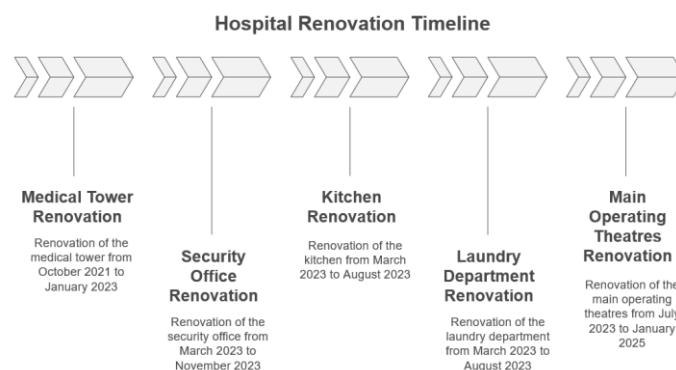 Hospital Renovation Timeline
Medical Tower
Renovation
Renovation of the
medical tower from
October 2021 to
January 2023
Security
Office
Renovation
Renovation of the
security office from
March 2023 to
November 2023
Kitchen
Renovation
Renovation of the
kitchen from March
2023 to August 2023
Laundry
Department
Renovation
Renovation of the
laundry department
from March 2023 to
August 2023
Main
Operating
Theatres
Renovation
Renovation of the
main operating
theatres from July
2023 to January
2025